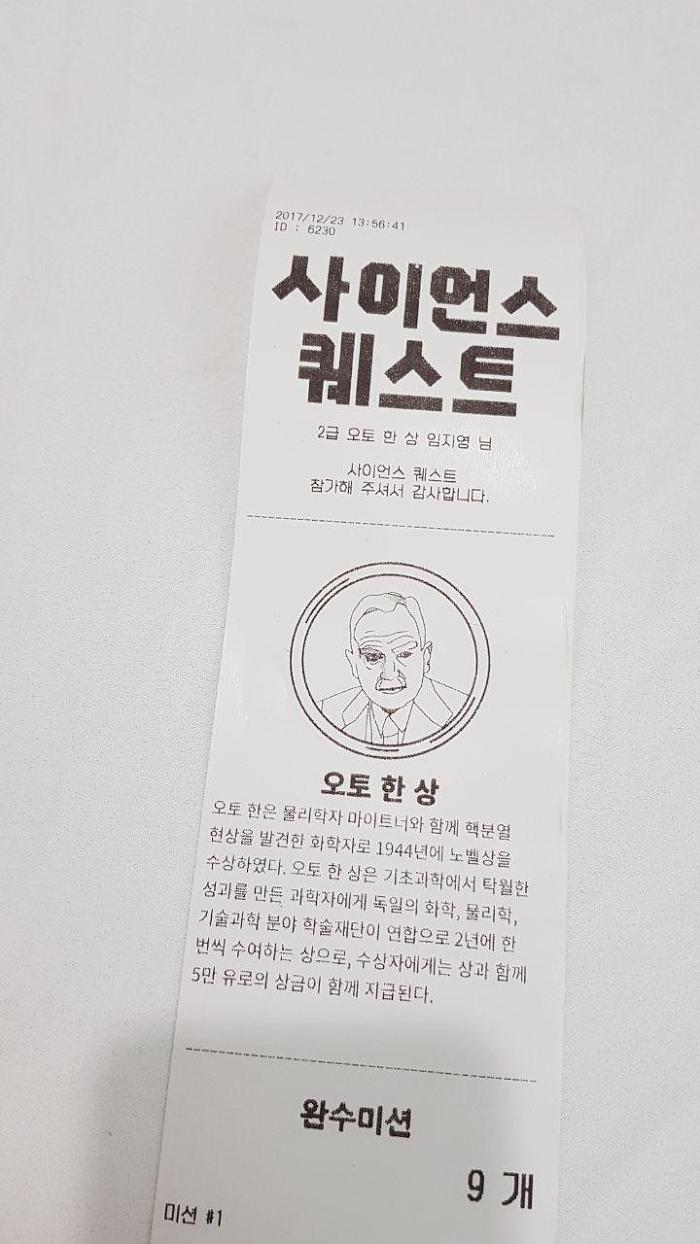 2017/12/23 13:56:41
ID : 6230
사이언스
퀘스트
2급 오토 한 상 임지영 님
사이언스 퀘스트
참가해 주셔서 감사합니다.
오토 한 상
오토 한은 물리학자 마이트너와 함께 핵분열
현상을 발견한 화학자로 1944년에 노벨상을
수상하였다. 오토 한 상은 기초과학에서 탁월한
성과를 만든 과학자에게 독일의 화학, 물리학,
기술과학 분야 학술재단이 연합으로 2년에 한
번씩 수여하는 상으로, 수상자에게는 상과 함께
5만 유로의 상금이 함께 지급된다.
완수미션
9 개
미션 #1